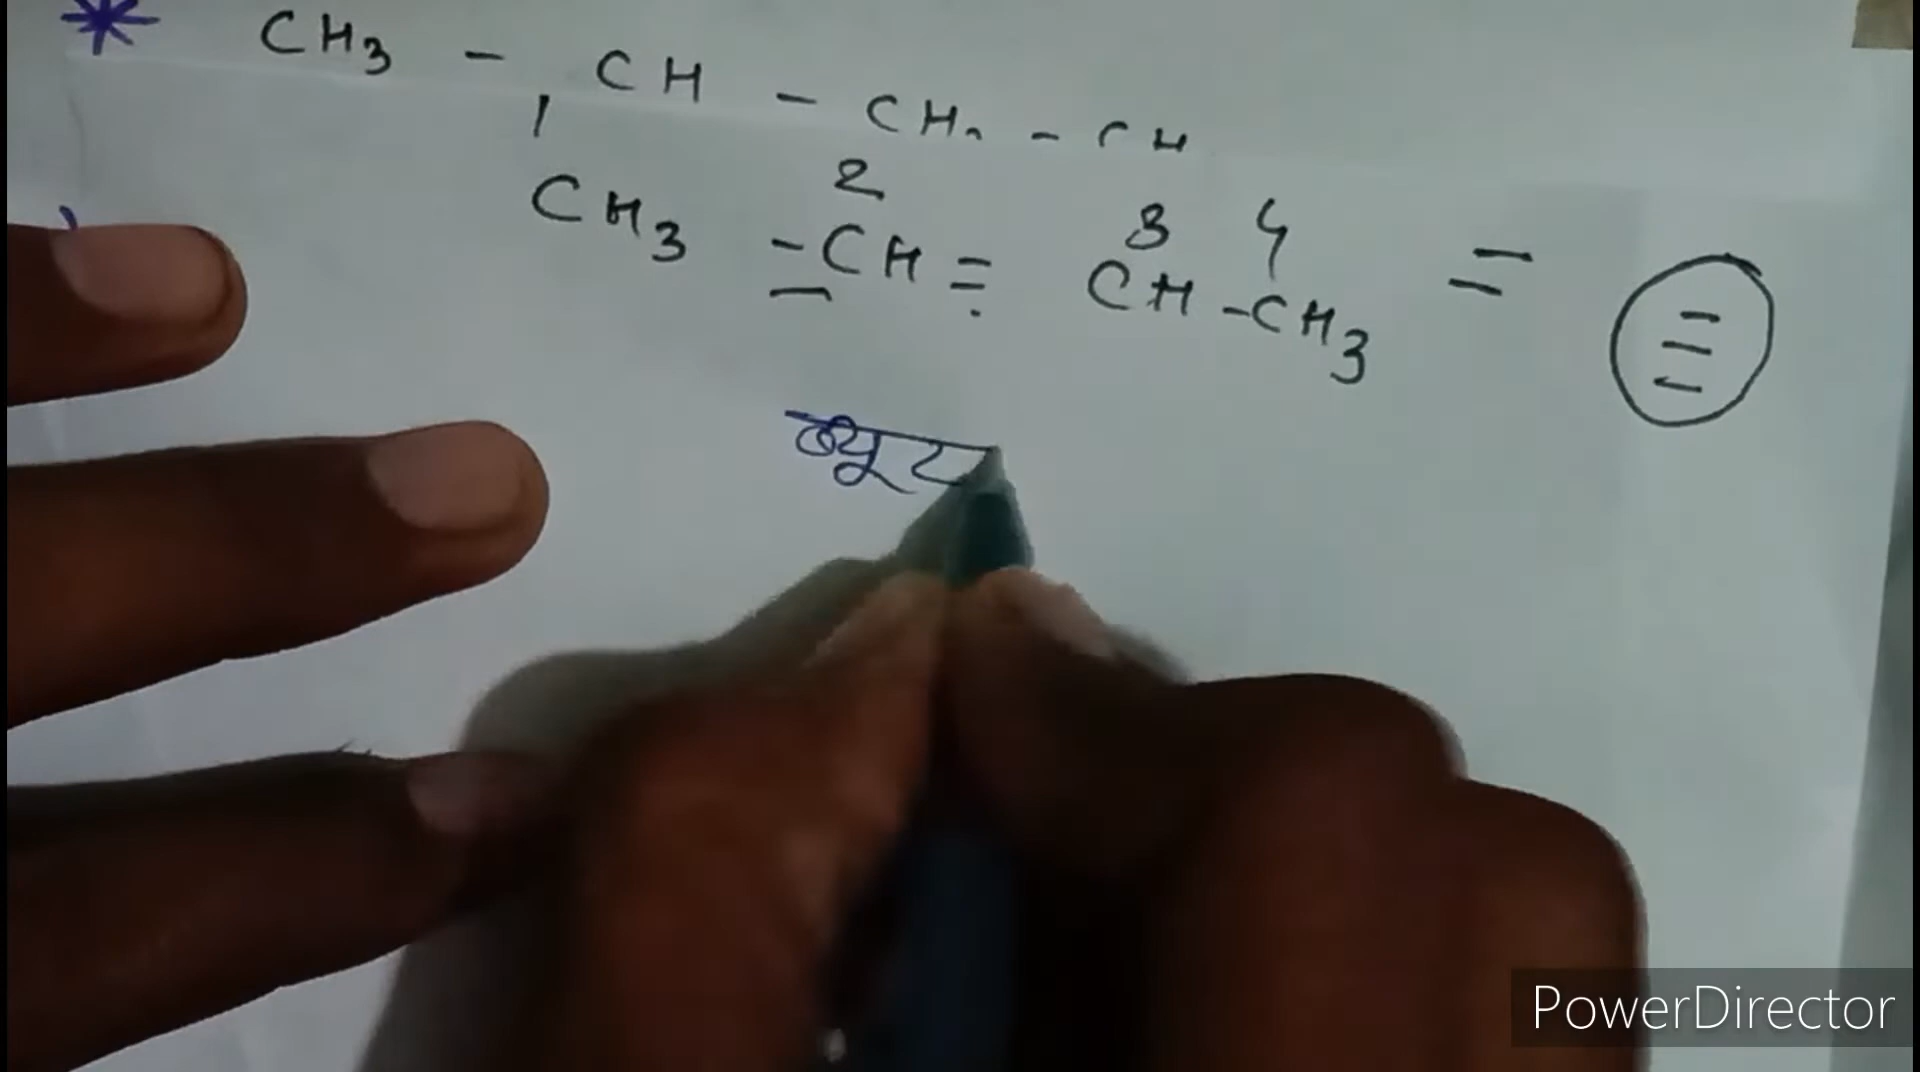 CH3 - CH - CH2 - CH
1 2 3 4
CH3 - CH = CH - CH3 = ≡
ब्यूट
PowerDirector